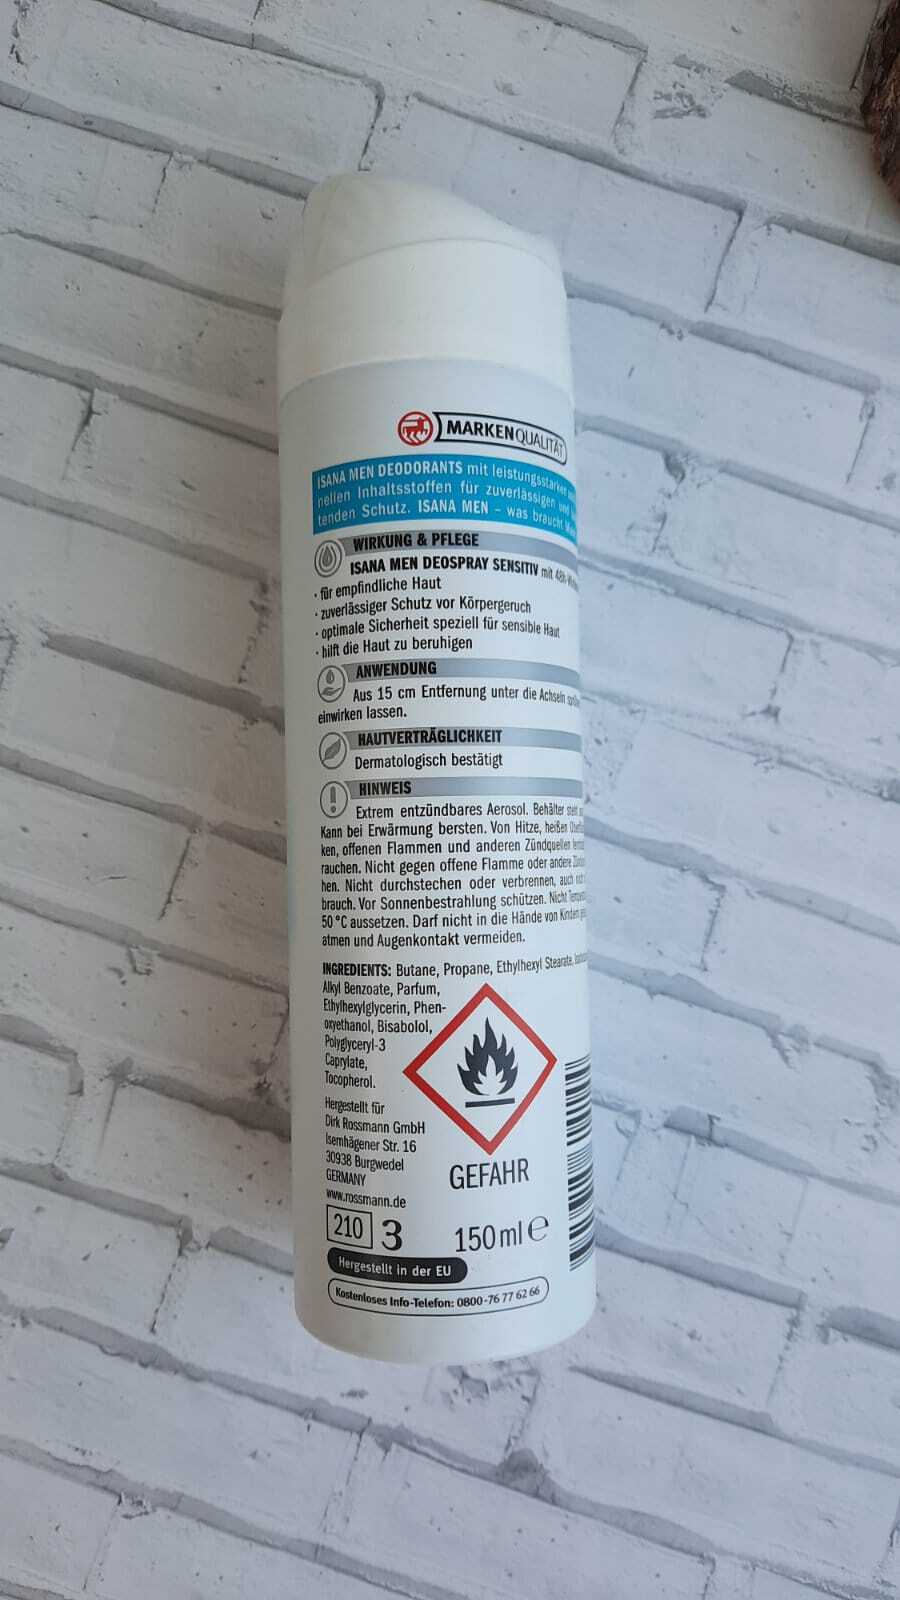 MARKENQUALITÄT
ISANA MEN DEODORANTS mit leistungsstarken
nellen Inhaltsstoffen für zuverlässigen und
tenden Schutz. ISANA MEN – was braucht
WIRKUNG & PFLEGE
ISANA MEN DEOSPRAY SENSITIV mit 48h
· für empfindliche Haut
· zuverlässiger Schutz vor Körpergeruch
· optimale Sicherheit speziell für sensible Haut
· hilft die Haut zu beruhigen
ANWENDUNG
Aus 15 cm Entfernung unter die Achseln
einwirken lassen.
HAUTVERTRÄGLICHKEIT
Dermatologisch bestätigt
HINWEIS
Extrem entzündbares Aerosol. Behälter steht
Kann bei Erwärmung bersten. Von Hitze, heißen
ken, offenen Flammen und anderen Zündquellen
rauchen. Nicht gegen offene Flamme oder andere
hen. Nicht durchstechen oder verbrennen, auch
brauch. Vor Sonnenbestrahlung schützen. Nicht
50°C aussetzen. Darf nicht in die Hände von Kindern
atmen und Augenkontakt vermeiden.
INGREDIENTS: Butane, Propane, Ethylhexyl Stearate,
Alkyl Benzoate, Parfum,
Ethylhexylglycerin, Phen-
oxyethanol, Bisabolol,
Polyglyceryl-3
Caprylate,
Tocopherol.
Hergestellt für
Dirk Rossmann GmbH
Isernhägener Str. 16
30938 Burgwedel
GERMANY
www.rossmann.de
GEFAHR
210 3 150 ml ℮
Hergestellt in der EU
Kostenloses Info-Telefon: 0800-76 77 62 66